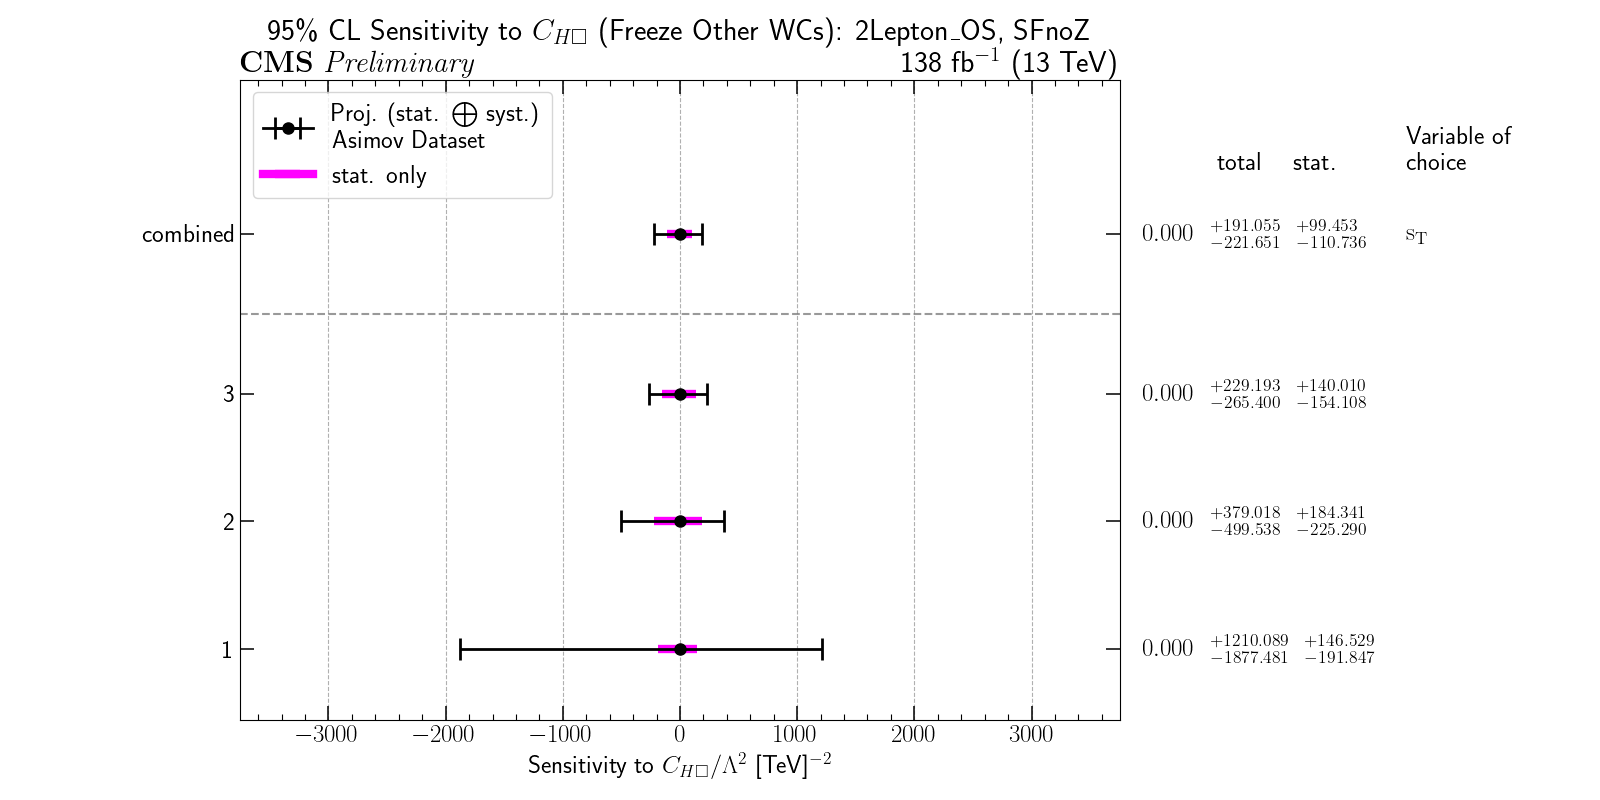 95% CL Sensitivity to C_{H□} (Freeze Other WCs): 2Lepton_OS, SFnoZ
CMS Preliminary 138 fb⁻¹ (13 TeV)
Proj. (stat. ⨁ syst.)
Asimov Dataset
stat. only
Variable of
total stat. choice
combined 0.000 +191.055 +99.453 s_T
−221.651 −110.736
3 0.000 +229.193 +140.010
−265.400 −154.108
2 0.000 +379.018 +184.341
−499.538 −225.290
1 0.000 +1210.089 +146.529
−1877.481 −191.847
−3000 −2000 −1000 0 1000 2000 3000
Sensitivity to C_{H□}/Λ² [TeV]⁻²